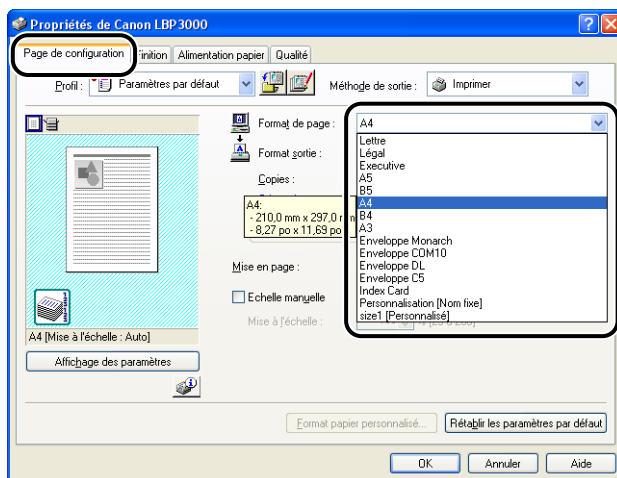 Propriétés de Canon LBP3000
Page de configuration Finition Alimentation papier Qualité
Profil : Paramètres par défaut Méthode de sortie : Imprimer
Format de page : A4
Format sortie :
Copies :
A4:
- 210,0 mm x 297,0
- 8,27 po x 11,69 po
Lettre
Légal
Executive
A5
B5
A4
B4
A3
Enveloppe Monarch
Enveloppe COM10
Enveloppe DL
Enveloppe C5
Index Card
Personnalisation [Nom fixe]
size1 [Personnalisé]
Mise en page :
Echelle manuelle
Mise à l'échelle :
A4 [Mise à l'échelle : Auto]
Affichage des paramètres
Format papier personnalisé...
Rétablir les paramètres par défaut
OK Annuler Aide